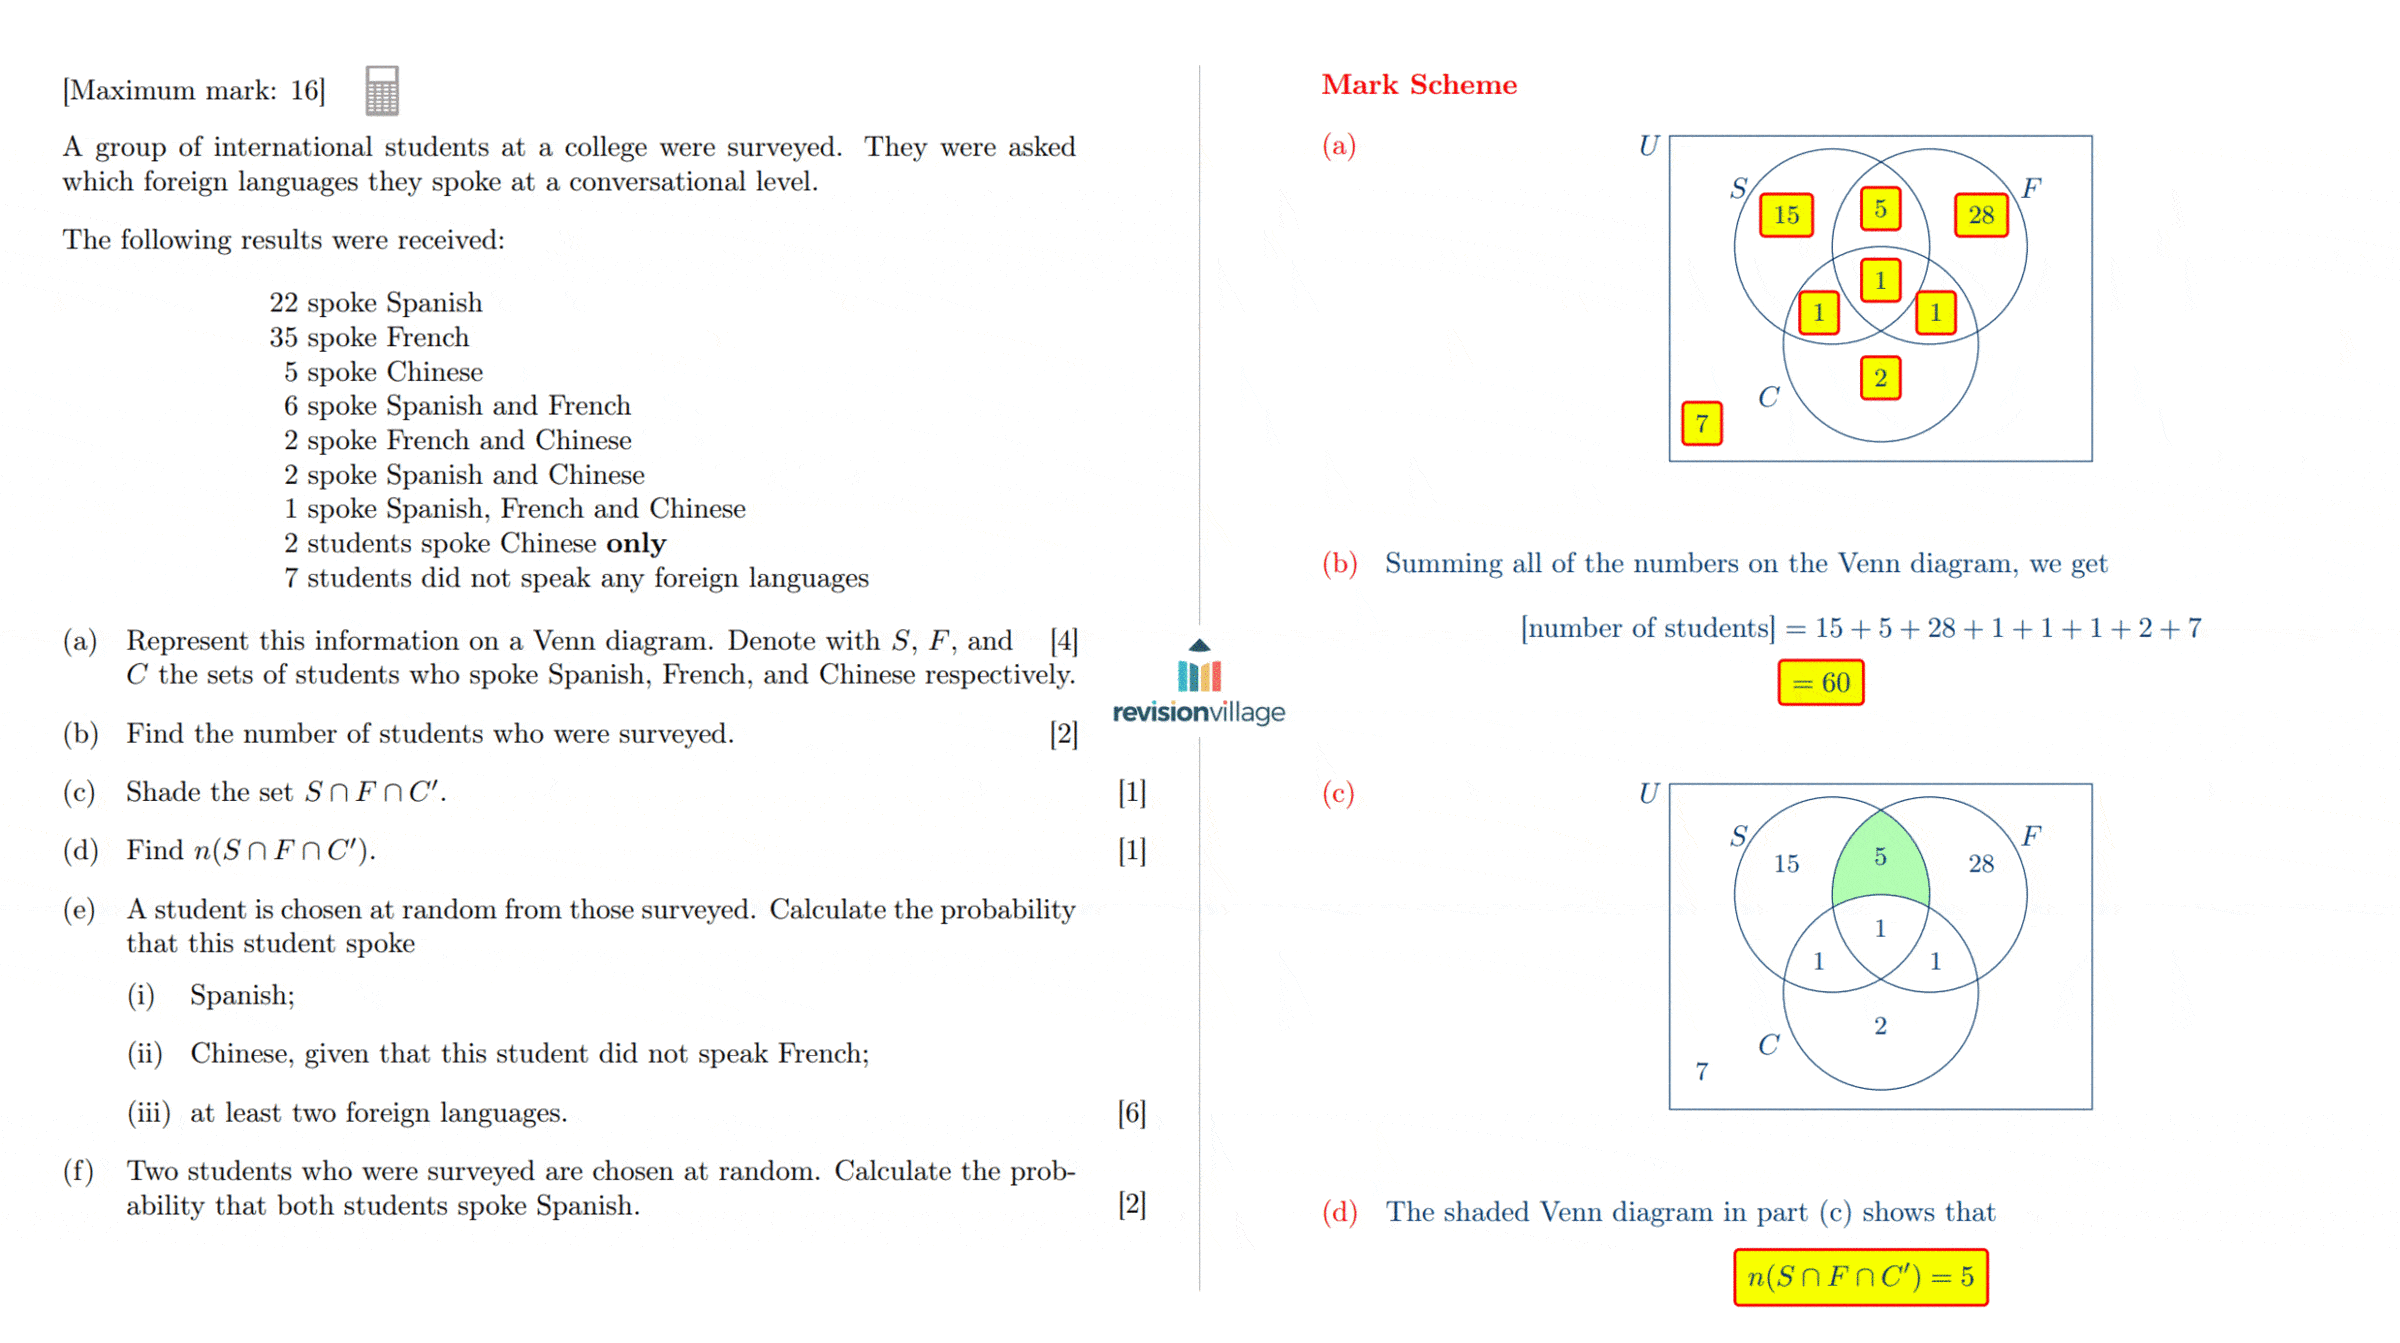 [Maximum mark: 16]
A group of international students at a college were surveyed. They were asked
which foreign languages they spoke at a conversational level.
The following results were received:
22 spoke Spanish
35 spoke French
5 spoke Chinese
6 spoke Spanish and French
2 spoke French and Chinese
2 spoke Spanish and Chinese
1 spoke Spanish, French and Chinese
2 students spoke Chinese only
7 students did not speak any foreign languages
(a) Represent this information on a Venn diagram. Denote with S, F, and [4]
C the sets of students who spoke Spanish, French, and Chinese respectively.
(b) Find the number of students who were surveyed. [2]
(c) Shade the set S ∩ F ∩ C′. [1]
(d) Find n(S ∩ F ∩ C′). [1]
(e) A student is chosen at random from those surveyed. Calculate the probability
that this student spoke
(i) Spanish;
(ii) Chinese, given that this student did not speak French;
(iii) at least two foreign languages. [6]
(f) Two students who were surveyed are chosen at random. Calculate the prob-
ability that both students spoke Spanish. [2]
revisionvillage
Mark Scheme
(a)
U
S
F
15
5
28
1
1
1
2
C
7
(b) Summing all of the numbers on the Venn diagram, we get
[number of students] = 15 + 5 + 28 + 1 + 1 + 1 + 2 + 7
= 60
(c)
U
S
F
15
5
28
1
1
1
2
C
7
(d) The shaded Venn diagram in part (c) shows that
n(S ∩ F ∩ C′) = 5